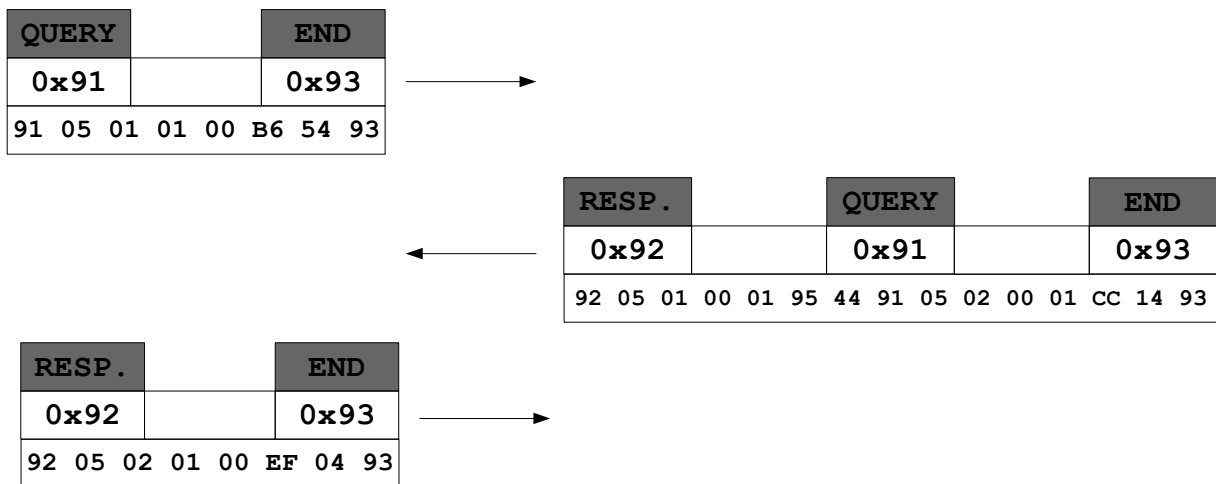 QUERY END
0x91 0x93
91 05 01 01 00 B6 54 93
RESP. QUERY END
0x92 0x91 0x93
92 05 01 00 01 95 44 91 05 02 00 01 CC 14 93
RESP. END
0x92 0x93
92 05 02 01 00 EF 04 93